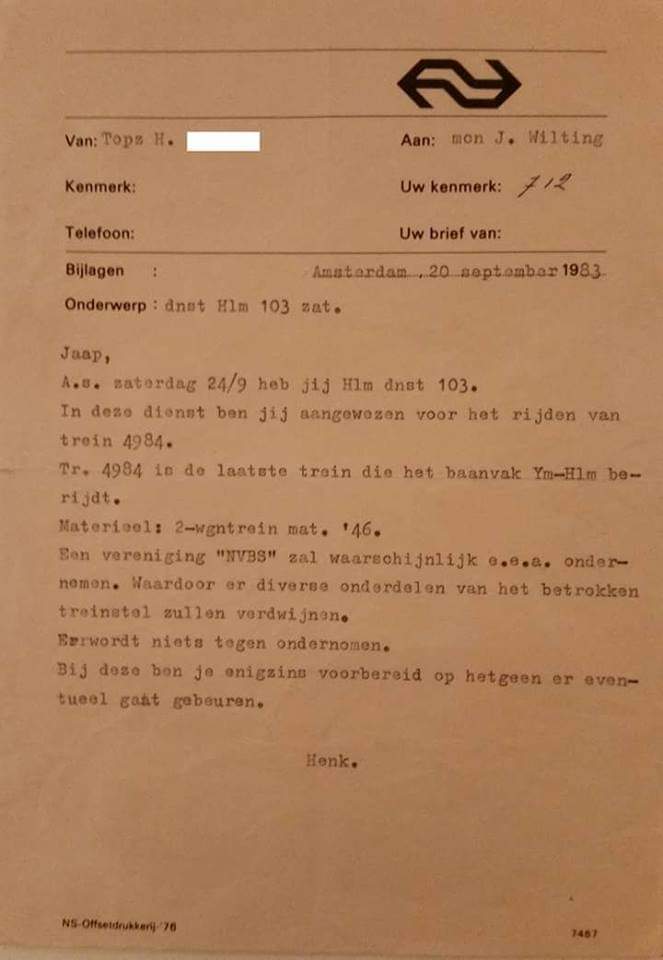 Van: Topz H.
Aan: mon J. Wilting
Kenmerk:
Uw kenmerk: 712
Telefoon:
Uw brief van:
Bijlagen :
Amsterdam, 20 september 1983
Onderwerp : dnst Hlm 103 zat.
Jaap,
A.s. zaterdag 24/9 heb jij Hlm dnst 103.
In deze dienst ben jij aangewezen voor het rijden van
trein 4984.
Tr. 4984 is de laatste trein die het baanvak Ym-Hlm be-
rijdt.
Materieel: 2-wgntrein mat. '46.
Een vereniging "NVBS" zal waarschijnlijk e.e.a. onder-
nemen. Waardoor er diverse onderdelen van het betrokken
treinstel zullen verdwijnen.
Er wordt niets tegen ondernomen.
Bij deze ben je enigzins voorbereid op hetgeen er even-
tueel gaat gebeuren.
Henk.
NS-Offsetdrukkerij-'76
7467